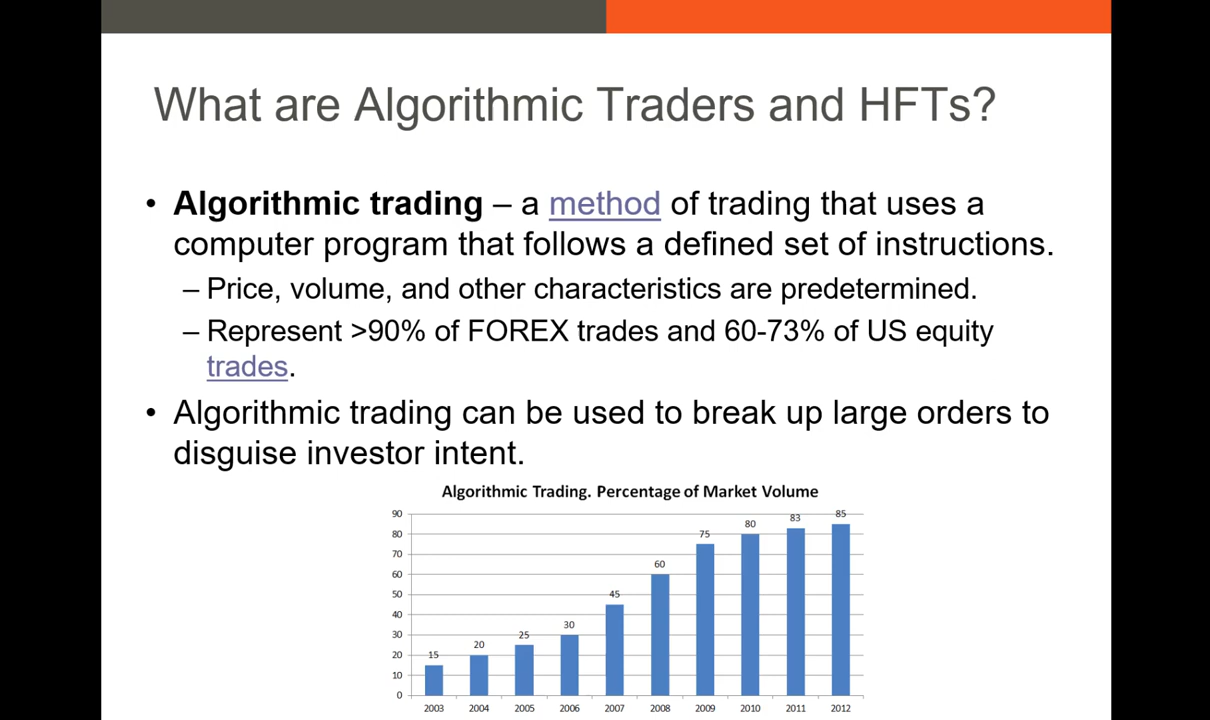 What are Algorithmic Traders and HFTs?
• Algorithmic trading – a method of trading that uses a
computer program that follows a defined set of instructions.
– Price, volume, and other characteristics are predetermined.
– Represent >90% of FOREX trades and 60-73% of US equity
trades.
• Algorithmic trading can be used to break up large orders to
disguise investor intent.
Algorithmic Trading. Percentage of Market Volume
90
80
70
60
50
40
30
20
10
0
15
20
25
30
45
60
75
80
83
85
2003 2004 2005 2006 2007 2008 2009 2010 2011 2012